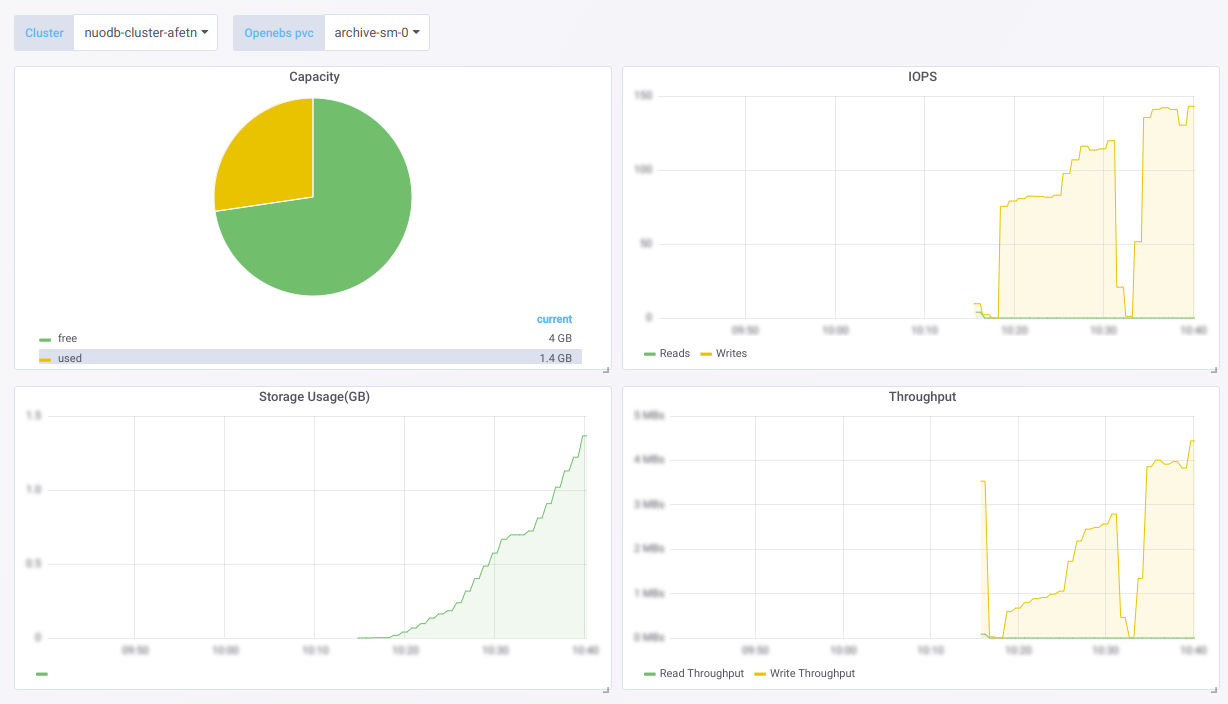 Cluster nuodb-cluster-afetn Openebs pvc archive-sm-0
Capacity
current
free 4 GB
used 1.4 GB
IOPS
150
100
50
0
09:50 10:00 10:10 10:20 10:30 10:40
Reads Writes
Storage Usage(GB)
1.5
1.0
0.5
0
09:50 10:00 10:10 10:20 10:30 10:40
Throughput
5 MBs
4 MBs
3 MBs
2 MBs
1 MBs
0 MBs
09:50 10:00 10:10 10:20 10:30 10:40
Read Throughput Write Throughput